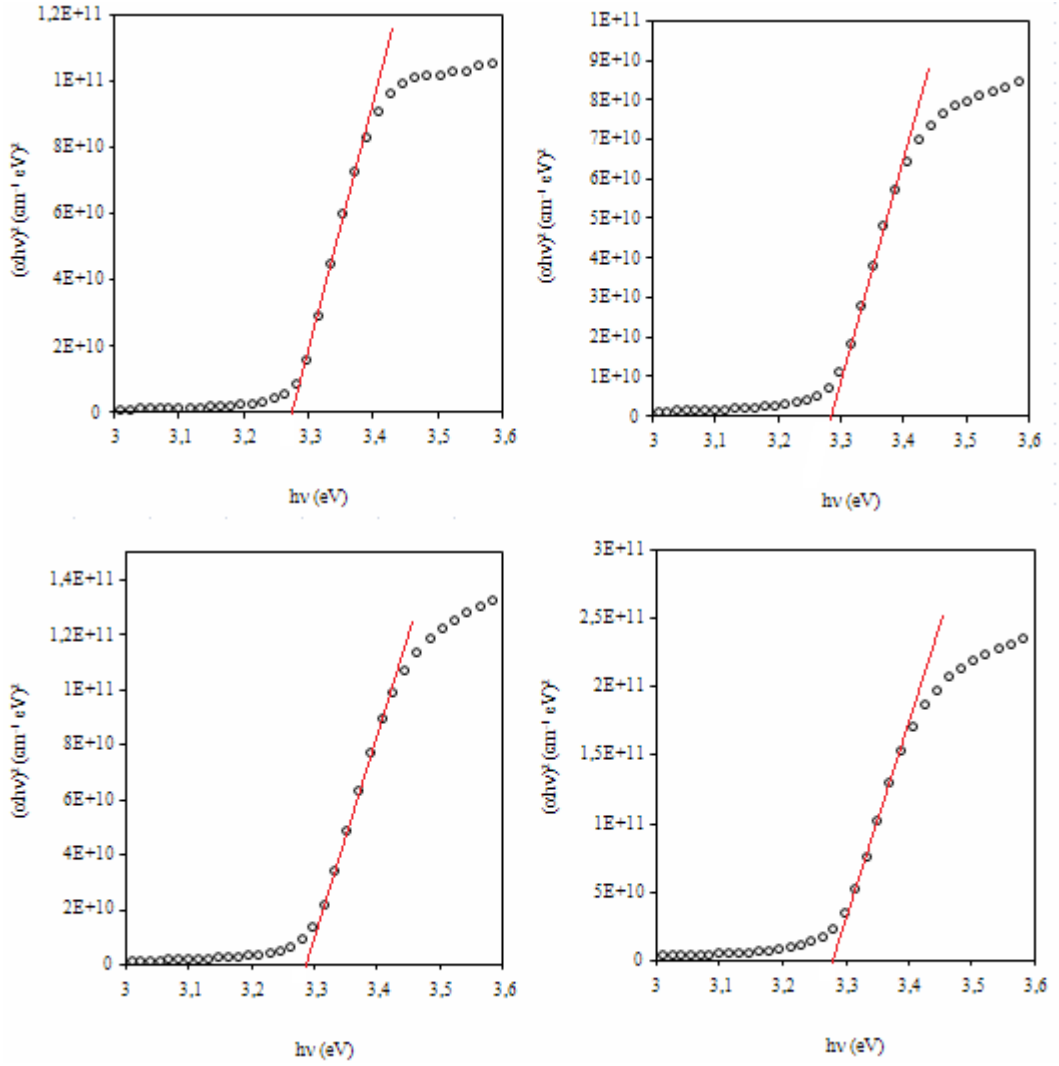 1,2E+11
1E+11
8E+10
6E+10
4E+10
2E+10
0
3 3,1 3,2 3,3 3,4 3,5 3,6
(αhν)² (cm⁻¹ eV)²
hν (eV)
1E+11
9E+10
8E+10
7E+10
6E+10
5E+10
4E+10
3E+10
2E+10
1E+10
0
3 3,1 3,2 3,3 3,4 3,5 3,6
(αhν)² (cm⁻¹ eV)²
hν (eV)
1,4E+11
1,2E+11
1E+11
8E+10
6E+10
4E+10
2E+10
0
3 3,1 3,2 3,3 3,4 3,5 3,6
(αhν)² (cm⁻¹ eV)²
hν (eV)
3E+11
2,5E+11
2E+11
1,5E+11
1E+11
5E+10
0
3 3,1 3,2 3,3 3,4 3,5 3,6
(αhν)² (cm⁻¹ eV)²
hν (eV)